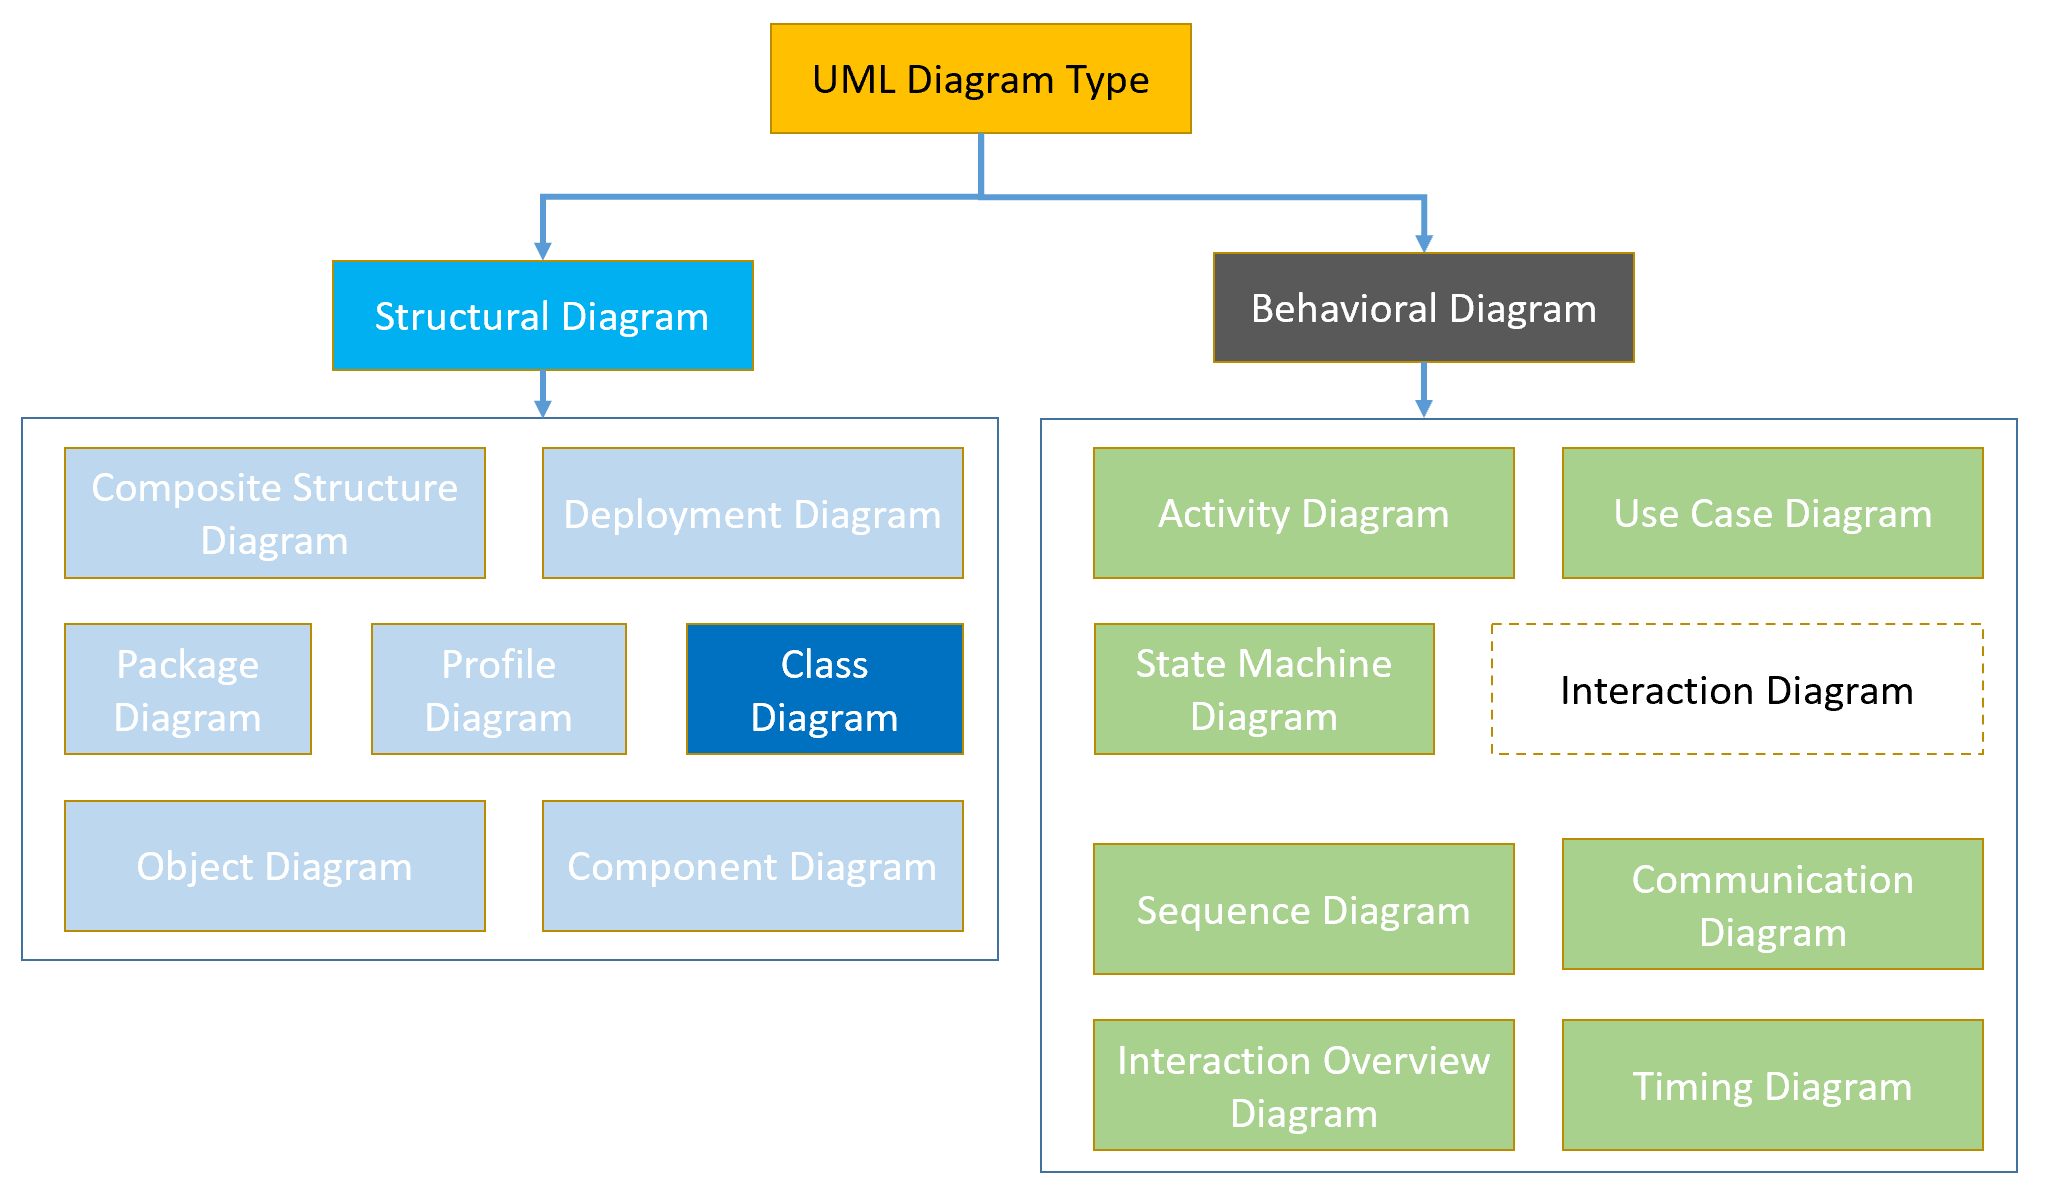 UML Diagram Type
Structural Diagram
Behavioral Diagram
Composite Structure
Diagram
Deployment Diagram
Package
Diagram
Profile
Diagram
Class
Diagram
Object Diagram
Component Diagram
Activity Diagram
Use Case Diagram
State Machine
Diagram
Interaction Diagram
Sequence Diagram
Communication
Diagram
Interaction Overview
Diagram
Timing Diagram